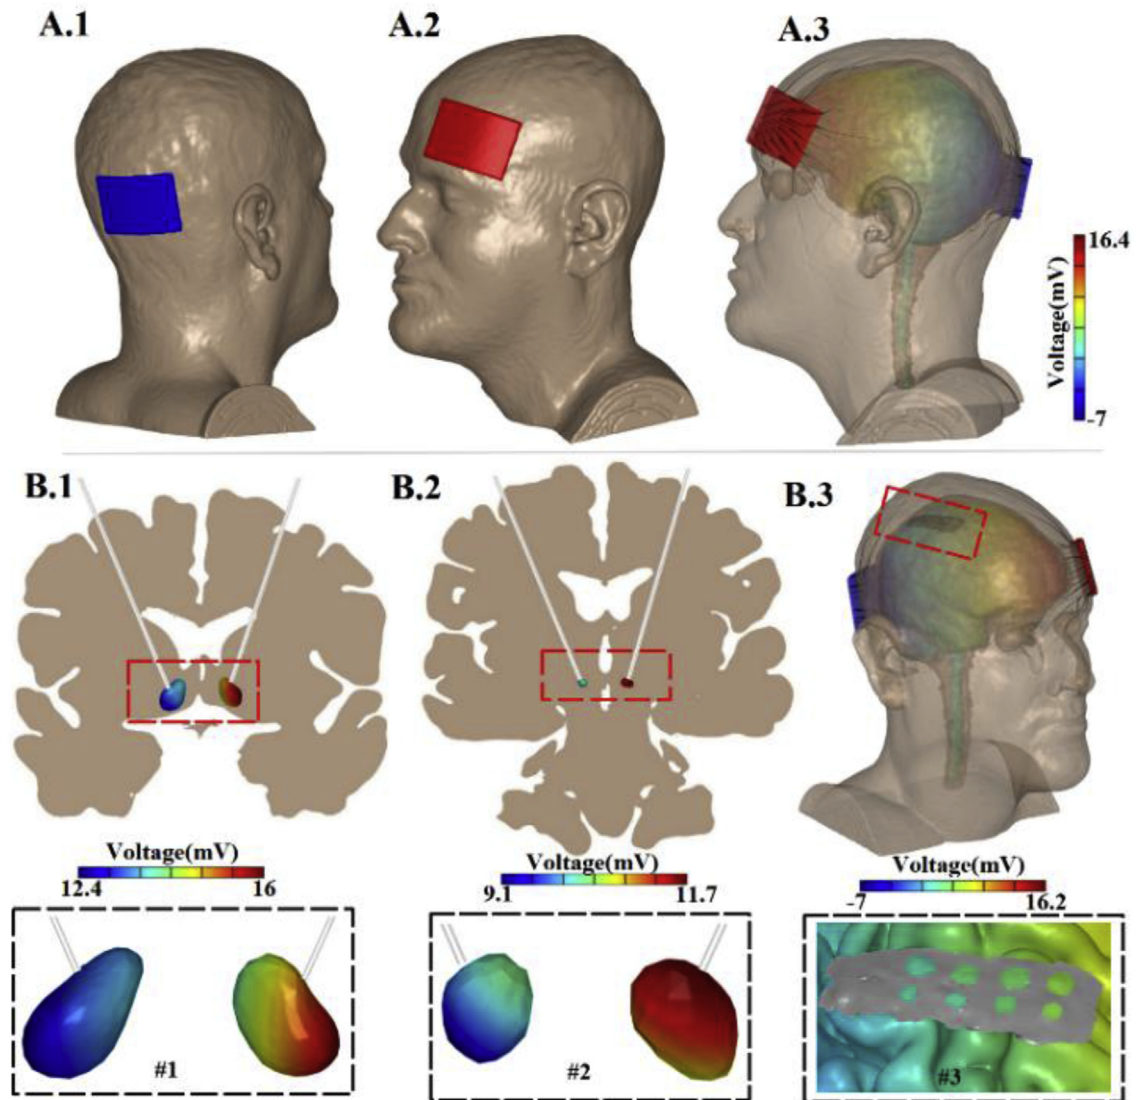 A.1
A.2
A.3
16.4
Voltage(mV)
-7
B.1
B.2
B.3
Voltage(mV)
12.4
16
Voltage(mV)
9.1
11.7
Voltage(mV)
-7
16.2
#1
#2
#3